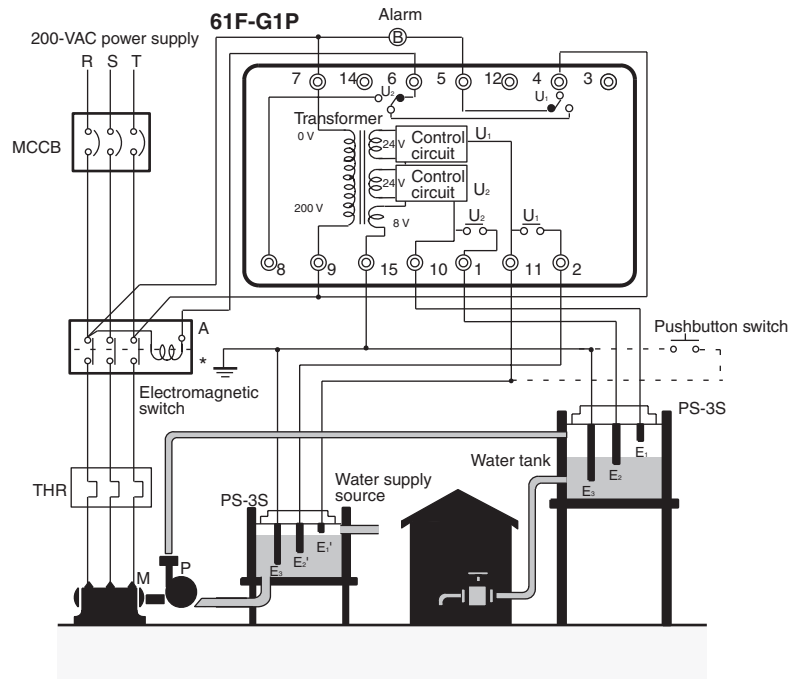 61F-G1P
Alarm
B
200-VAC power supply
R S T
7 14 6 5 12 4 3
U2
U1
Transformer
MCCB
0 V
24 V
Control
circuit
U1
24 V
Control
circuit
U2
200 V
8 V
U2
U1
8 9 15 10 1 11 2
A
*
Pushbutton switch
Electromagnetic
switch
PS-3S
E1
Water tank
E2
E3
THR
PS-3S
Water supply
source
E1'
E2'
E3
M
P